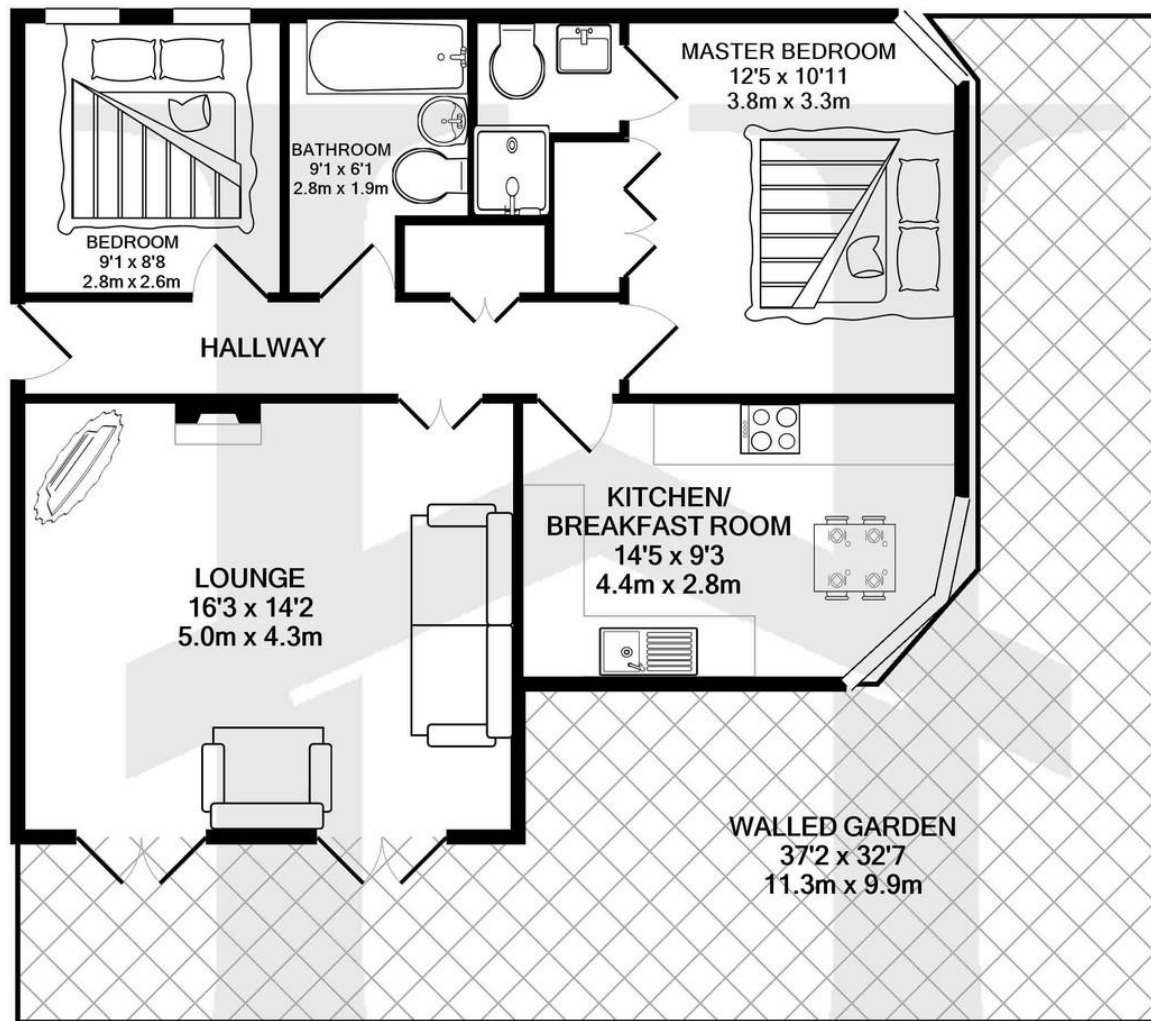 MASTER BEDROOM
12'5 x 10'11
3.8m x 3.3m
BATHROOM
9'1 x 6'1
2.8m x 1.9m
BEDROOM
9'1 x 8'8
2.8m x 2.6m
HALLWAY
LOUNGE
16'3 x 14'2
5.0m x 4.3m
KITCHEN/
BREAKFAST ROOM
14'5 x 9'3
4.4m x 2.8m
WALLED GARDEN
37'2 x 32'7
11.3m x 9.9m